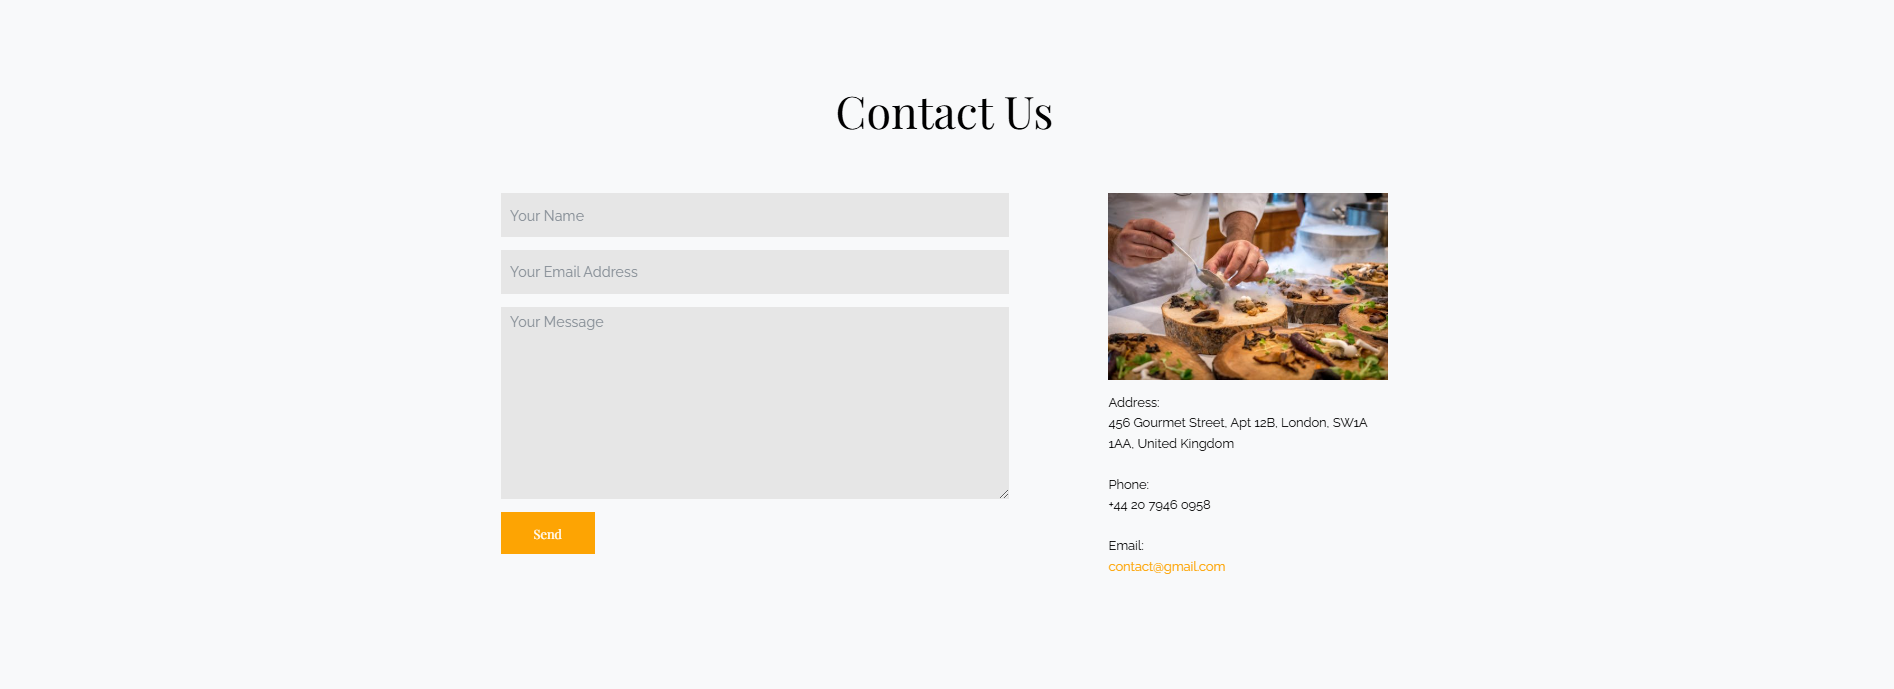 Contact Us
Your Name
Your Email Address
Your Message
Send
Address:
456 Gourmet Street, Apt 12B, London, SW1A
1AA, United Kingdom
Phone:
+44 20 7946 0958
Email:
contact@gmail.com